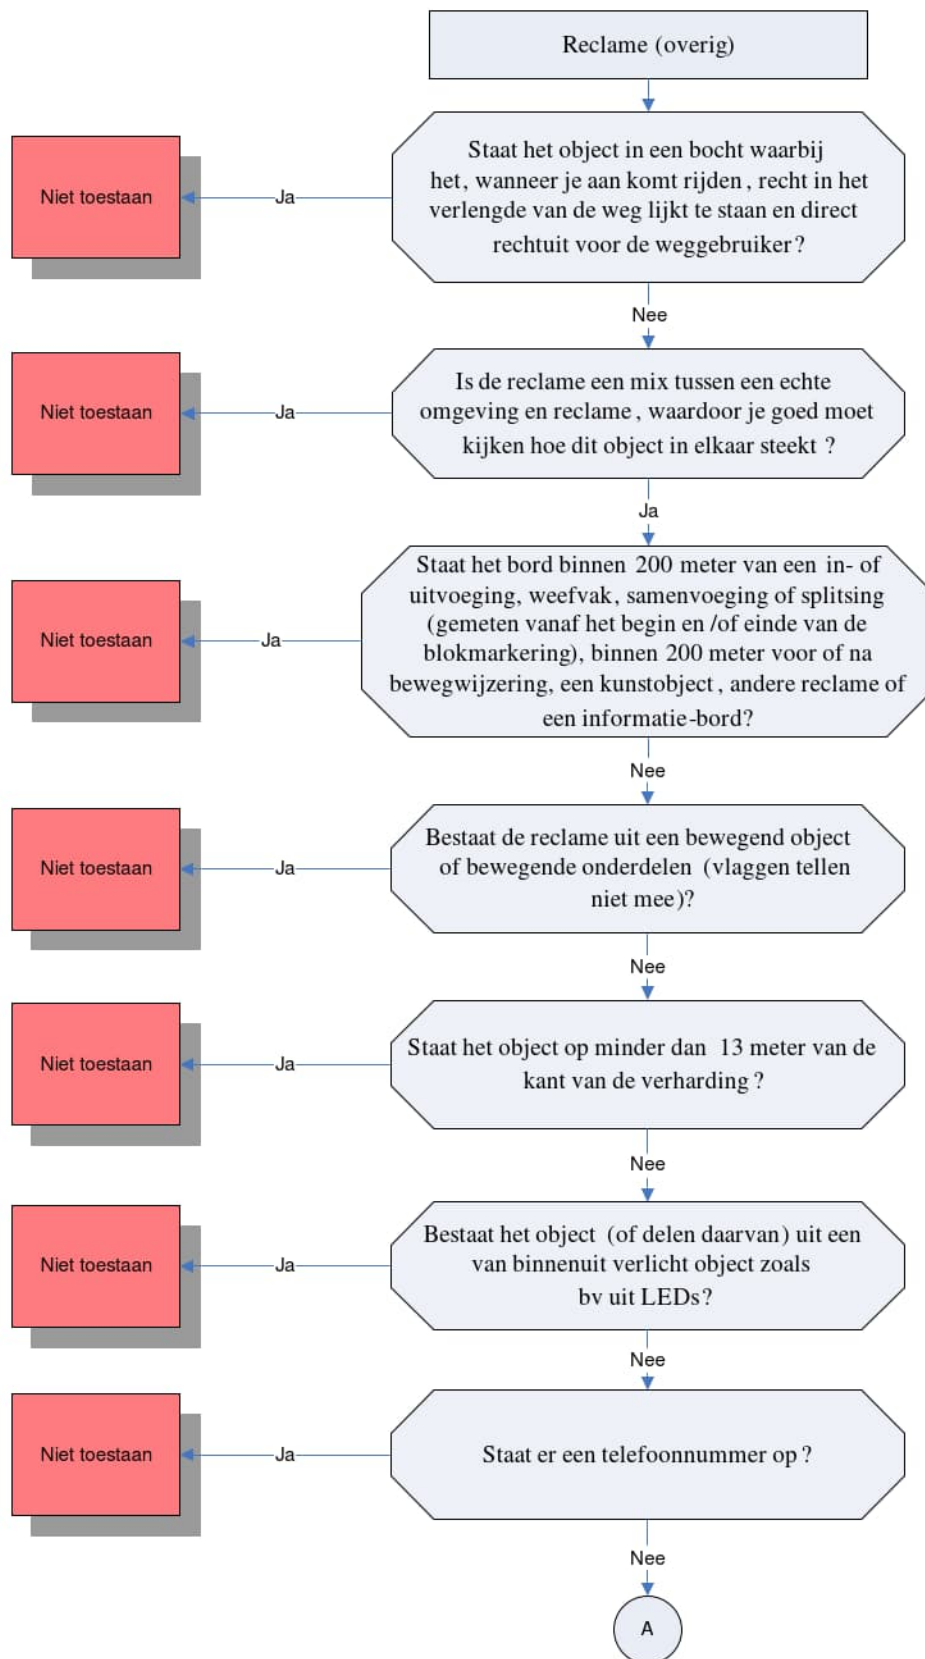 Reclame (overig)
Staat het object in een bocht waarbij
het, wanneer je aan komt rijden, recht in het
verlengde van de weg lijkt te staan en direct
rechtuit voor de weggebruiker?
Niet toestaan
Ja
Nee
Is de reclame een mix tussen een echte
omgeving en reclame, waardoor je goed moet
kijken hoe dit object in elkaar steekt ?
Niet toestaan
Ja
Ja
Staat het bord binnen 200 meter van een in- of
uitvoeging, weefvak, samenvoeging of splitsing
(gemeten vanaf het begin en /of einde van de
blokmarkering), binnen 200 meter voor of na
bewegwijzering, een kunstobject, andere reclame of
een informatie-bord?
Niet toestaan
Ja
Nee
Bestaat de reclame uit een bewegend object
of bewegende onderdelen (vlaggen tellen
niet mee)?
Niet toestaan
Ja
Nee
Staat het object op minder dan 13 meter van de
kant van de verharding ?
Niet toestaan
Ja
Nee
Bestaat het object (of delen daarvan) uit een
van binnenuit verlicht object zoals
bv uit LEDs?
Niet toestaan
Ja
Nee
Staat er een telefoonnummer op ?
Niet toestaan
Ja
Nee
A